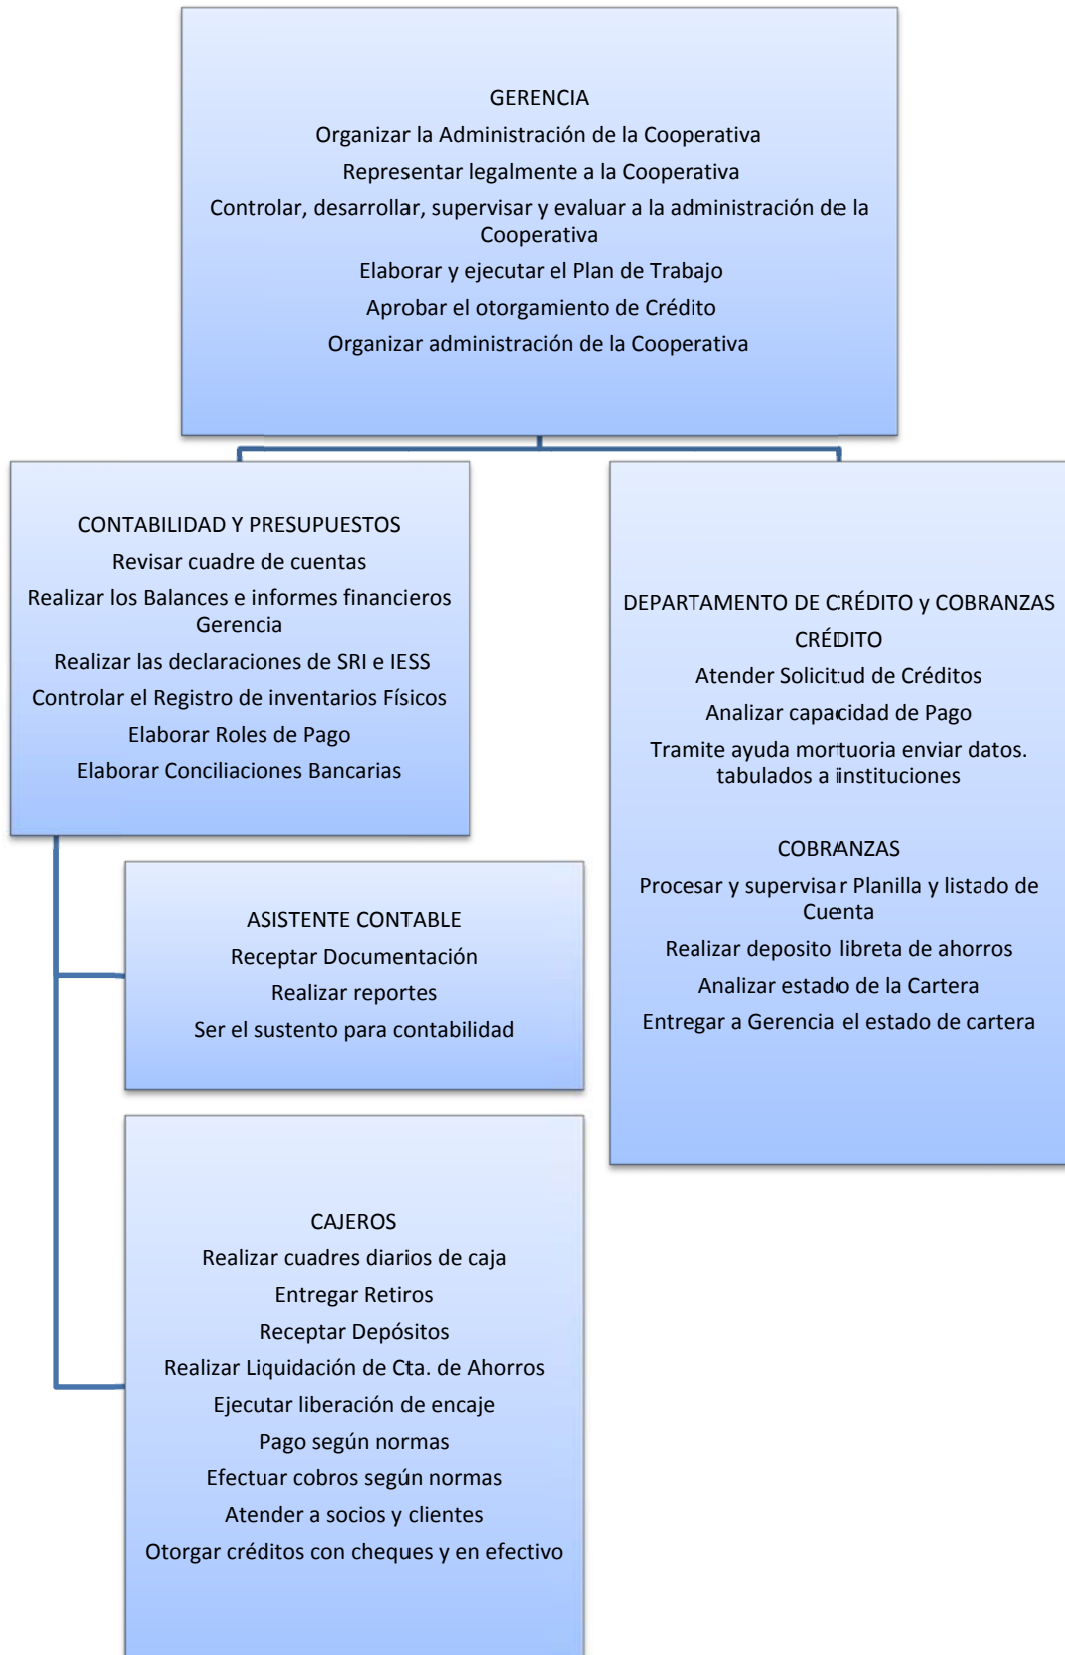 GERENCIA
Organizar la Administración de la Cooperativa
Representar legalmente a la Cooperativa
Controlar, desarrollar, supervisar y evaluar a la administración de la
Cooperativa
Elaborar y ejecutar el Plan de Trabajo
Aprobar el otorgamiento de Crédito
Organizar administración de la Cooperativa
CONTABILIDAD Y PRESUPUESTOS
Revisar cuadre de cuentas
Realizar los Balances e informes financieros
Gerencia
Realizar las declaraciones de SRI e IESS
Controlar el Registro de inventarios Físicos
Elaborar Roles de Pago
Elaborar Conciliaciones Bancarias
DEPARTAMENTO DE CRÉDITO y COBRANZAS
CRÉDITO
Atender Solicitud de Créditos
Analizar capacidad de Pago
Tramite ayuda mortuoria enviar datos.
tabulados a instituciones
COBRANZAS
Procesar y supervisar Planilla y listado de
Cuenta
Realizar deposito libreta de ahorros
Analizar estado de la Cartera
Entregar a Gerencia el estado de cartera
ASISTENTE CONTABLE
Receptar Documentación
Realizar reportes
Ser el sustento para contabilidad
CAJEROS
Realizar cuadres diarios de caja
Entregar Retiros
Receptar Depósitos
Realizar Liquidación de Cta. de Ahorros
Ejecutar liberación de encaje
Pago según normas
Efectuar cobros según normas
Atender a socios y clientes
Otorgar créditos con cheques y en efectivo